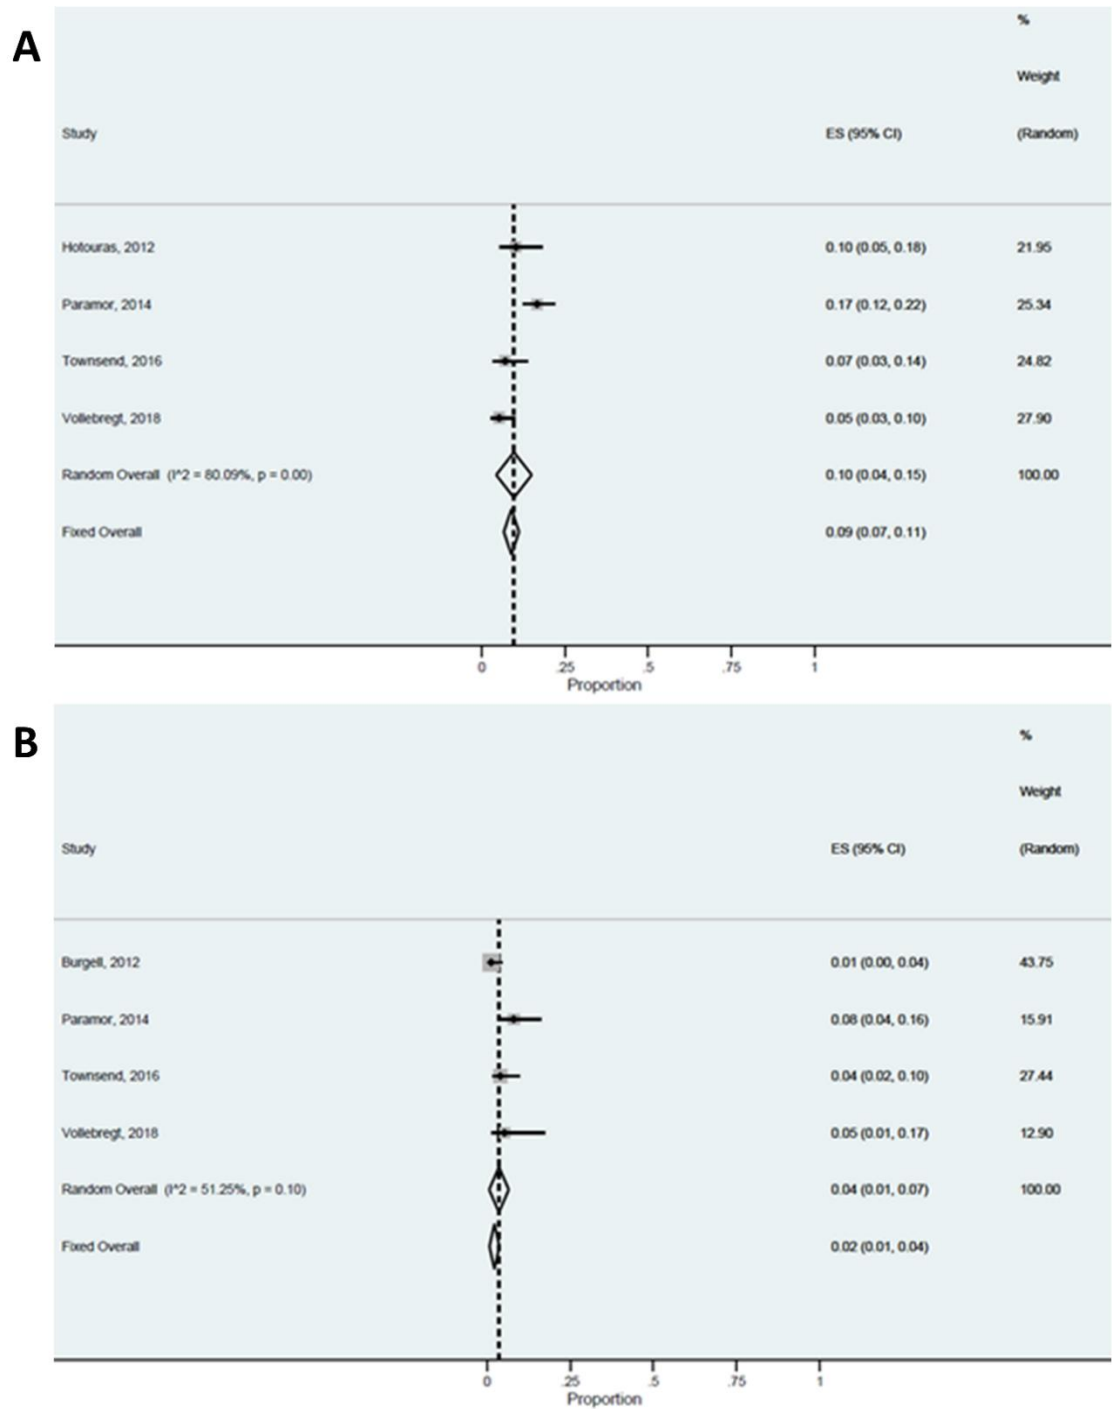 A
%
Weight
Study ES (95% CI) (Random)
Hotouras, 2012 0.10 (0.05, 0.18) 21.95
Paramor, 2014 0.17 (0.12, 0.22) 25.34
Townsend, 2016 0.07 (0.03, 0.14) 24.82
Vollebregt, 2018 0.05 (0.03, 0.10) 27.90
Random Overall (I^2 = 80.09%, p = 0.00) 0.10 (0.04, 0.15) 100.00
Fixed Overall 0.09 (0.07, 0.11)
0 .25 .5 .75 1
Proportion
B
%
Weight
Study ES (95% CI) (Random)
Burgell, 2012 0.01 (0.00, 0.04) 43.75
Paramor, 2014 0.08 (0.04, 0.16) 15.91
Townsend, 2016 0.04 (0.02, 0.10) 27.44
Vollebregt, 2018 0.05 (0.01, 0.17) 12.90
Random Overall (I^2 = 51.25%, p = 0.10) 0.04 (0.01, 0.07) 100.00
Fixed Overall 0.02 (0.01, 0.04)
0 .25 .5 .75 1
Proportion